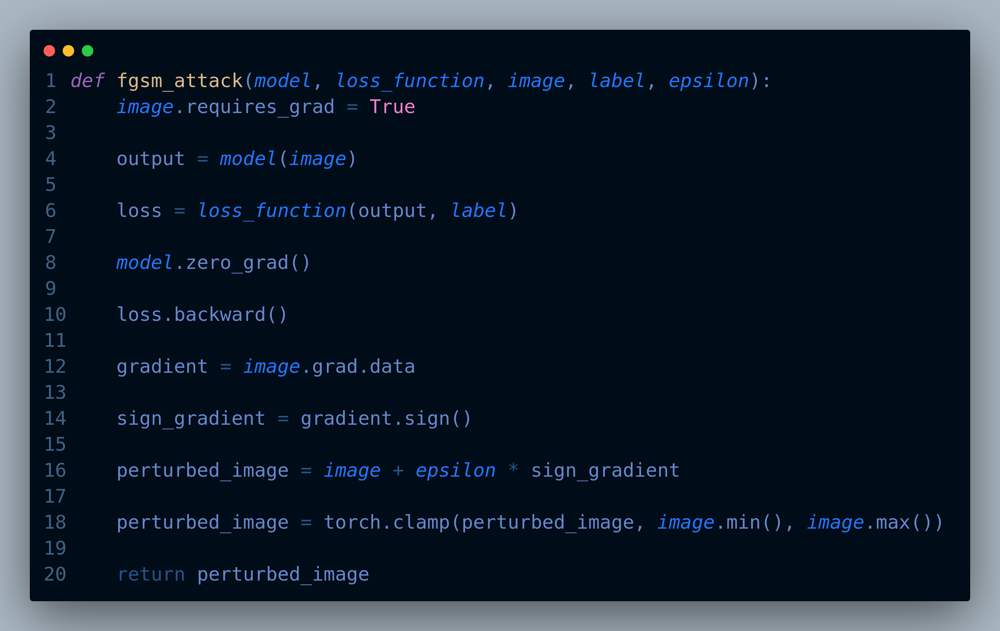 1 def fgsm_attack(model, loss_function, image, label, epsilon):
2     image.requires_grad = True
3
4     output = model(image)
5
6     loss = loss_function(output, label)
7
8     model.zero_grad()
9
10     loss.backward()
11
12     gradient = image.grad.data
13
14     sign_gradient = gradient.sign()
15
16     perturbed_image = image + epsilon * sign_gradient
17
18     perturbed_image = torch.clamp(perturbed_image, image.min(), image.max())
19
20     return perturbed_image